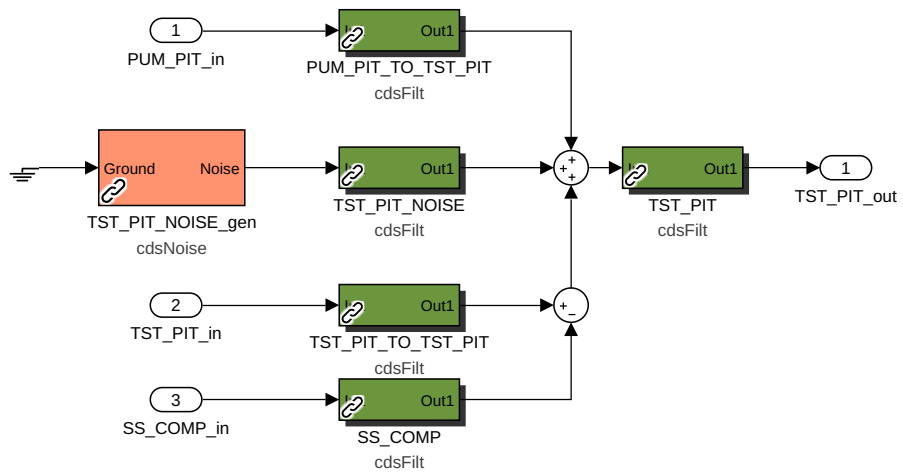 1
Out1
PUM_PIT_in
PUM_PIT_TO_TST_PIT
cdsFilt
Ground
Noise
Out1
+
+
+
Out1
1
TST_PIT_NOISE_gen
cdsNoise
TST_PIT_NOISE
cdsFilt
TST_PIT
cdsFilt
TST_PIT_out
2
Out1
+
−
TST_PIT_in
TST_PIT_TO_TST_PIT
cdsFilt
3
Out1
SS_COMP_in
SS_COMP
cdsFilt